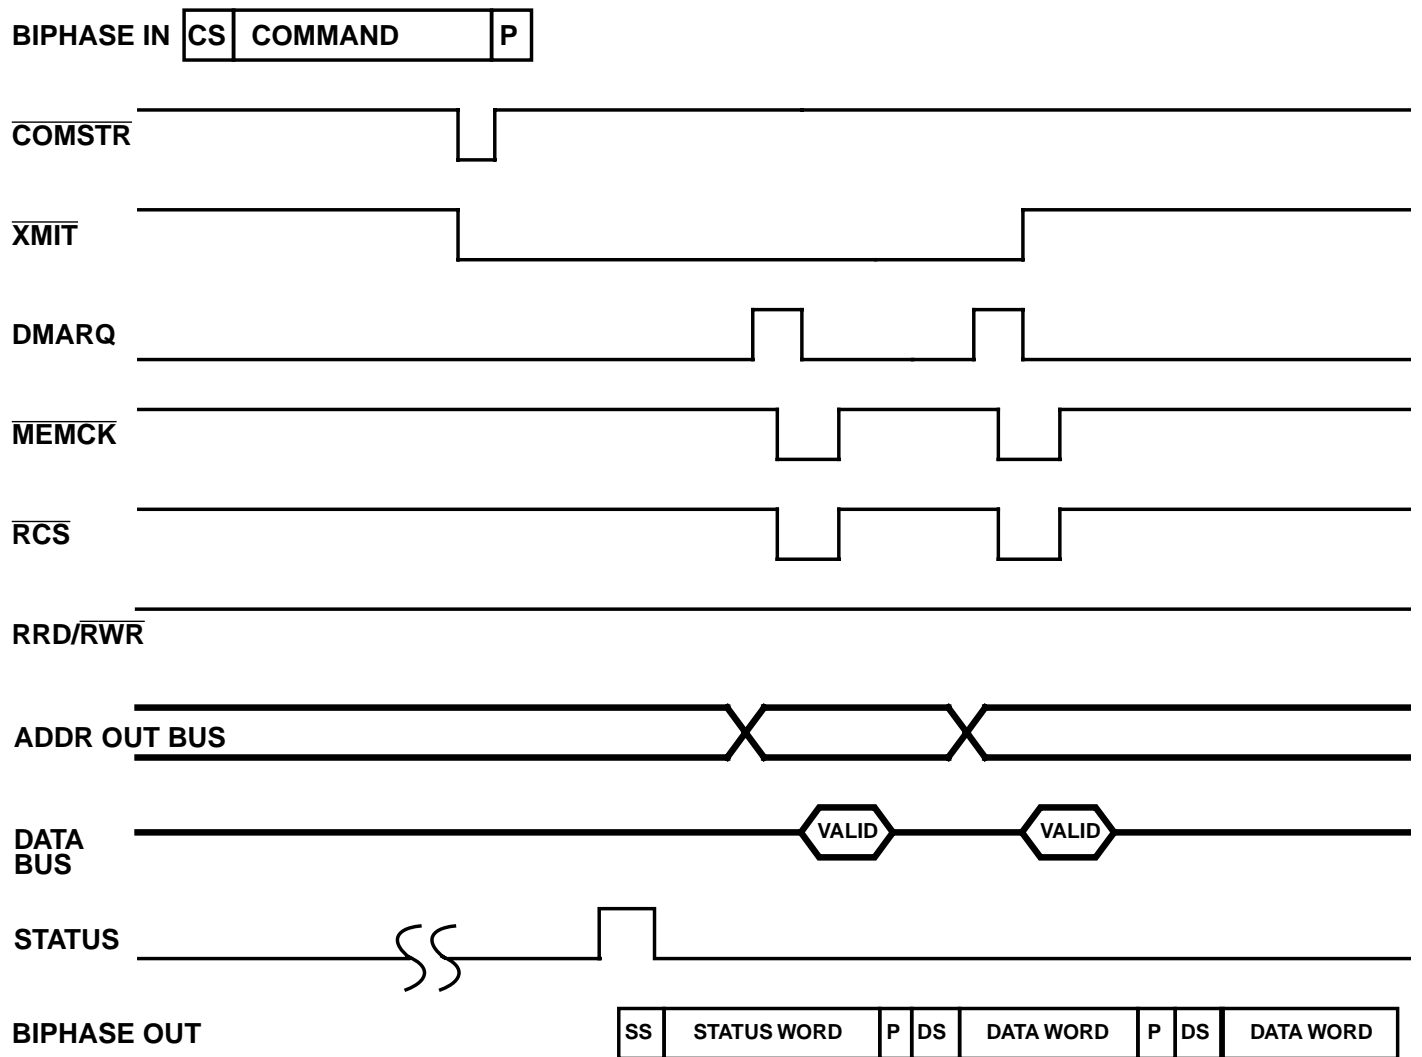 BIPHASE IN CS COMMAND P
COMSTR
XMIT
DMARQ
MEMCK
RCS
RRD/RWR
ADDR OUT BUS
DATA
BUS
VALID VALID
STATUS
BIPHASE OUT SS STATUS WORD P DS DATA WORD P DS DATA WORD